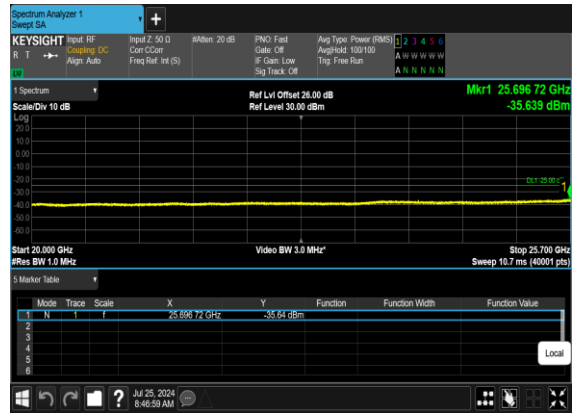 Spectrum Analyzer 1
Swept SA
+
KEYSIGHT Input: RF Input Z: 50 Ω #Atten: 20 dB PNO: Fast Avg Type: Power (RMS) 1 2 3 4 5 6
R T Coupling: DC Corr CCorr Gate: Off Avg|Hold: 100/100 A W W W W W
Align: Auto Freq Ref: Int (S) IF Gain: Low Trig: Free Run
Sig Track: Off A N N N N N
1 Spectrum Ref Lvl Offset 26.00 dB Mkr1 25.696 72 GHz
Scale/Div 10 dB Ref Level 30.00 dBm -35.639 dBm
Log
20.0
10.0
0.00
-10.0
-20.0
-30.0
-40.0
-50.0
-60.0
1
Start 20.000 GHz Video BW 3.0 MHz* Stop 25.700 GHz
#Res BW 1.0 MHz Sweep 10.7 ms (40001 pts)
5 Marker Table
Mode Trace Scale X Y Function Function Width Function Value
1 N 1 f 25.696 72 GHz -35.64 dBm
2
3
4
5
6
Local
? Jul 25, 2024
8:46:59 AM